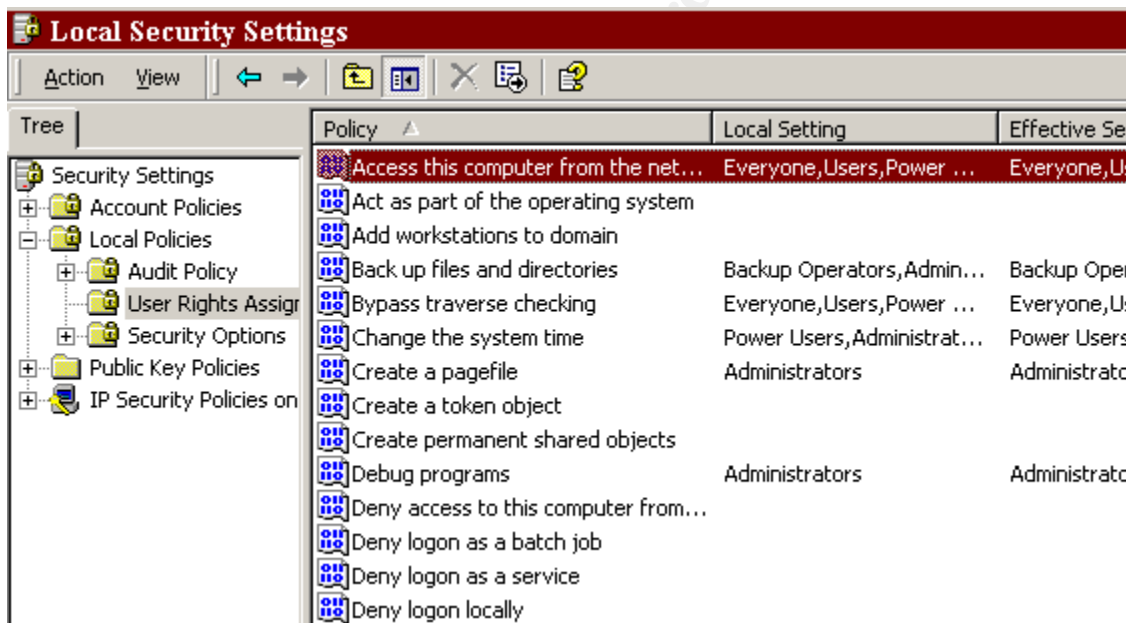 Local Security Settings
Action View
Tree
Policy Local Setting Effective Se
Security Settings
Account Policies
Local Policies
Audit Policy
User Rights Assigr
Security Options
Public Key Policies
IP Security Policies on
Access this computer from the net... Everyone,Users,Power ... Everyone,Us
Act as part of the operating system
Add workstations to domain
Back up files and directories Backup Operators,Admin... Backup Oper
Bypass traverse checking Everyone,Users,Power ... Everyone,Us
Change the system time Power Users,Administrat... Power Users
Create a pagefile Administrators Administrato
Create a token object
Create permanent shared objects
Debug programs Administrators Administrato
Deny access to this computer from...
Deny logon as a batch job
Deny logon as a service
Deny logon locally